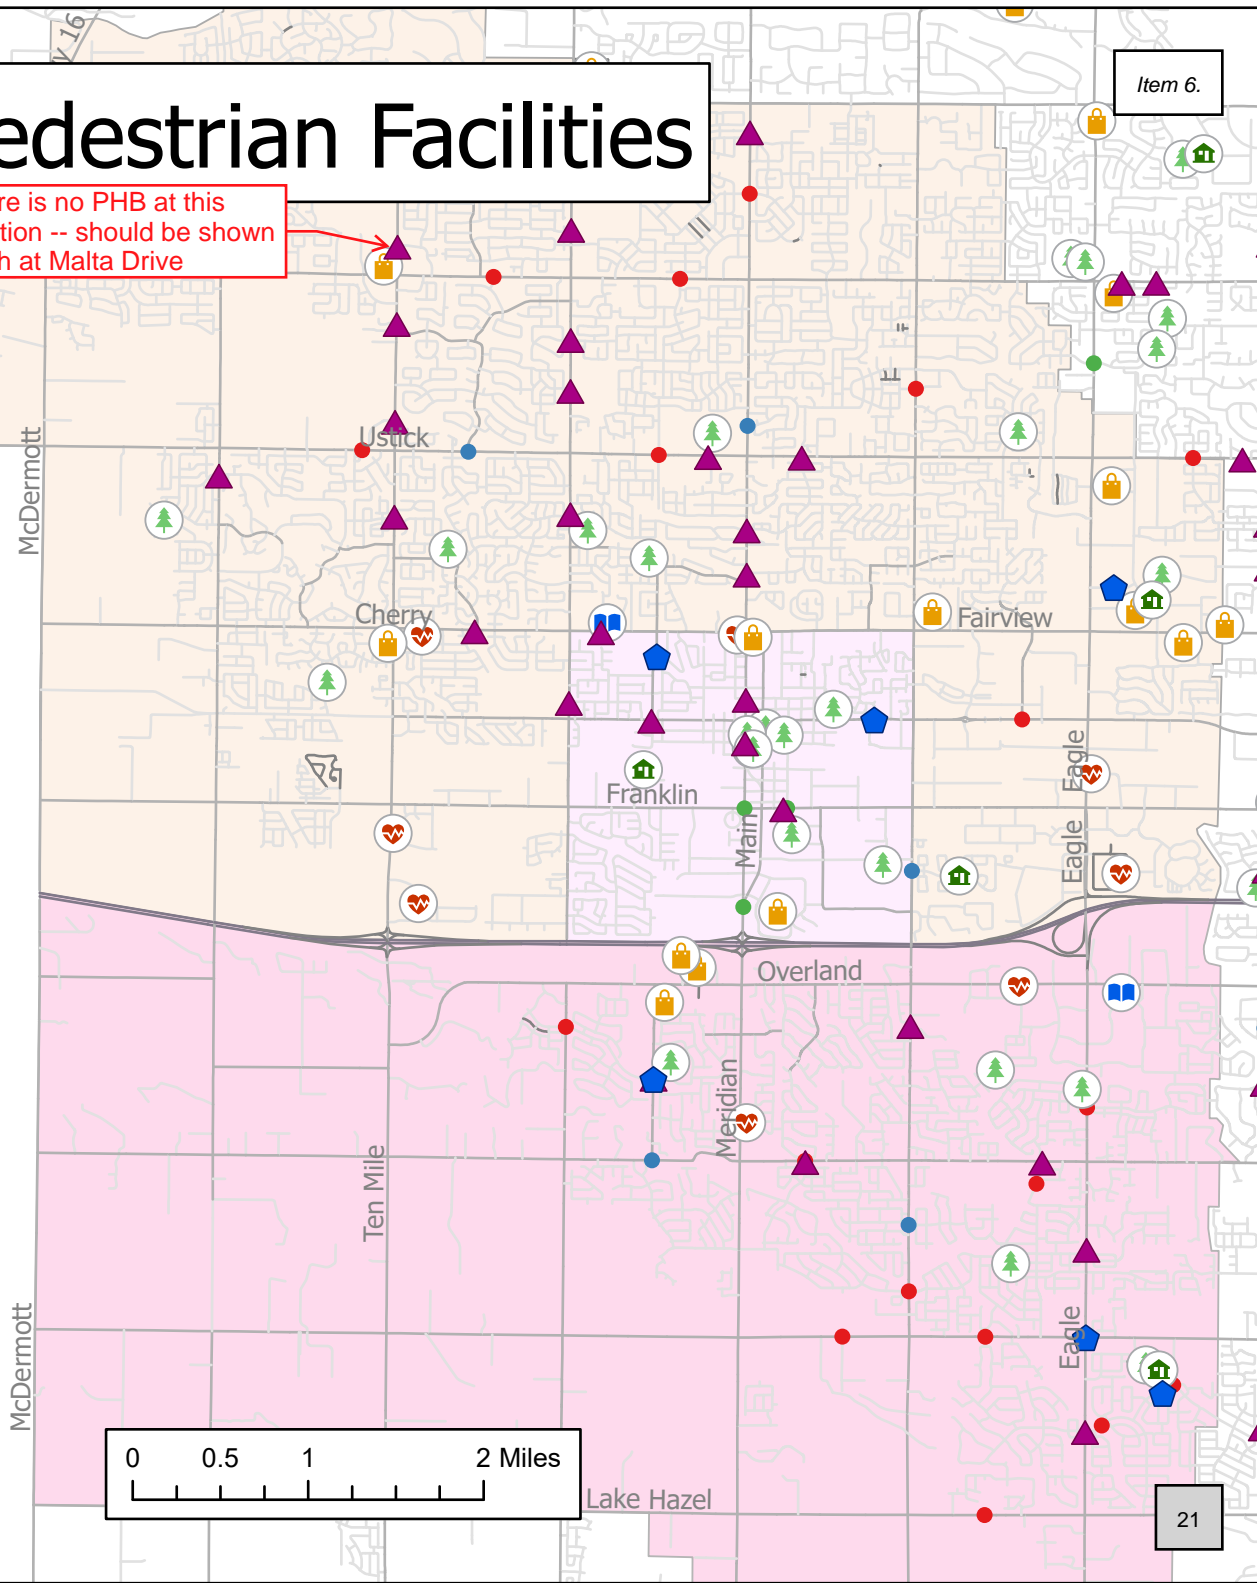 y 16
Item 6.
edestrian Facilities
re is no PHB at this
tion -- should be shown
h at Malta Drive
McDermott
Ustick
Cherry
Fairview
Eagle
Franklin
Main
Eagle
Overland
Meridian
Ten Mile
McDermott
Eagle
0 0.5 1 2 Miles
Lake Hazel
21